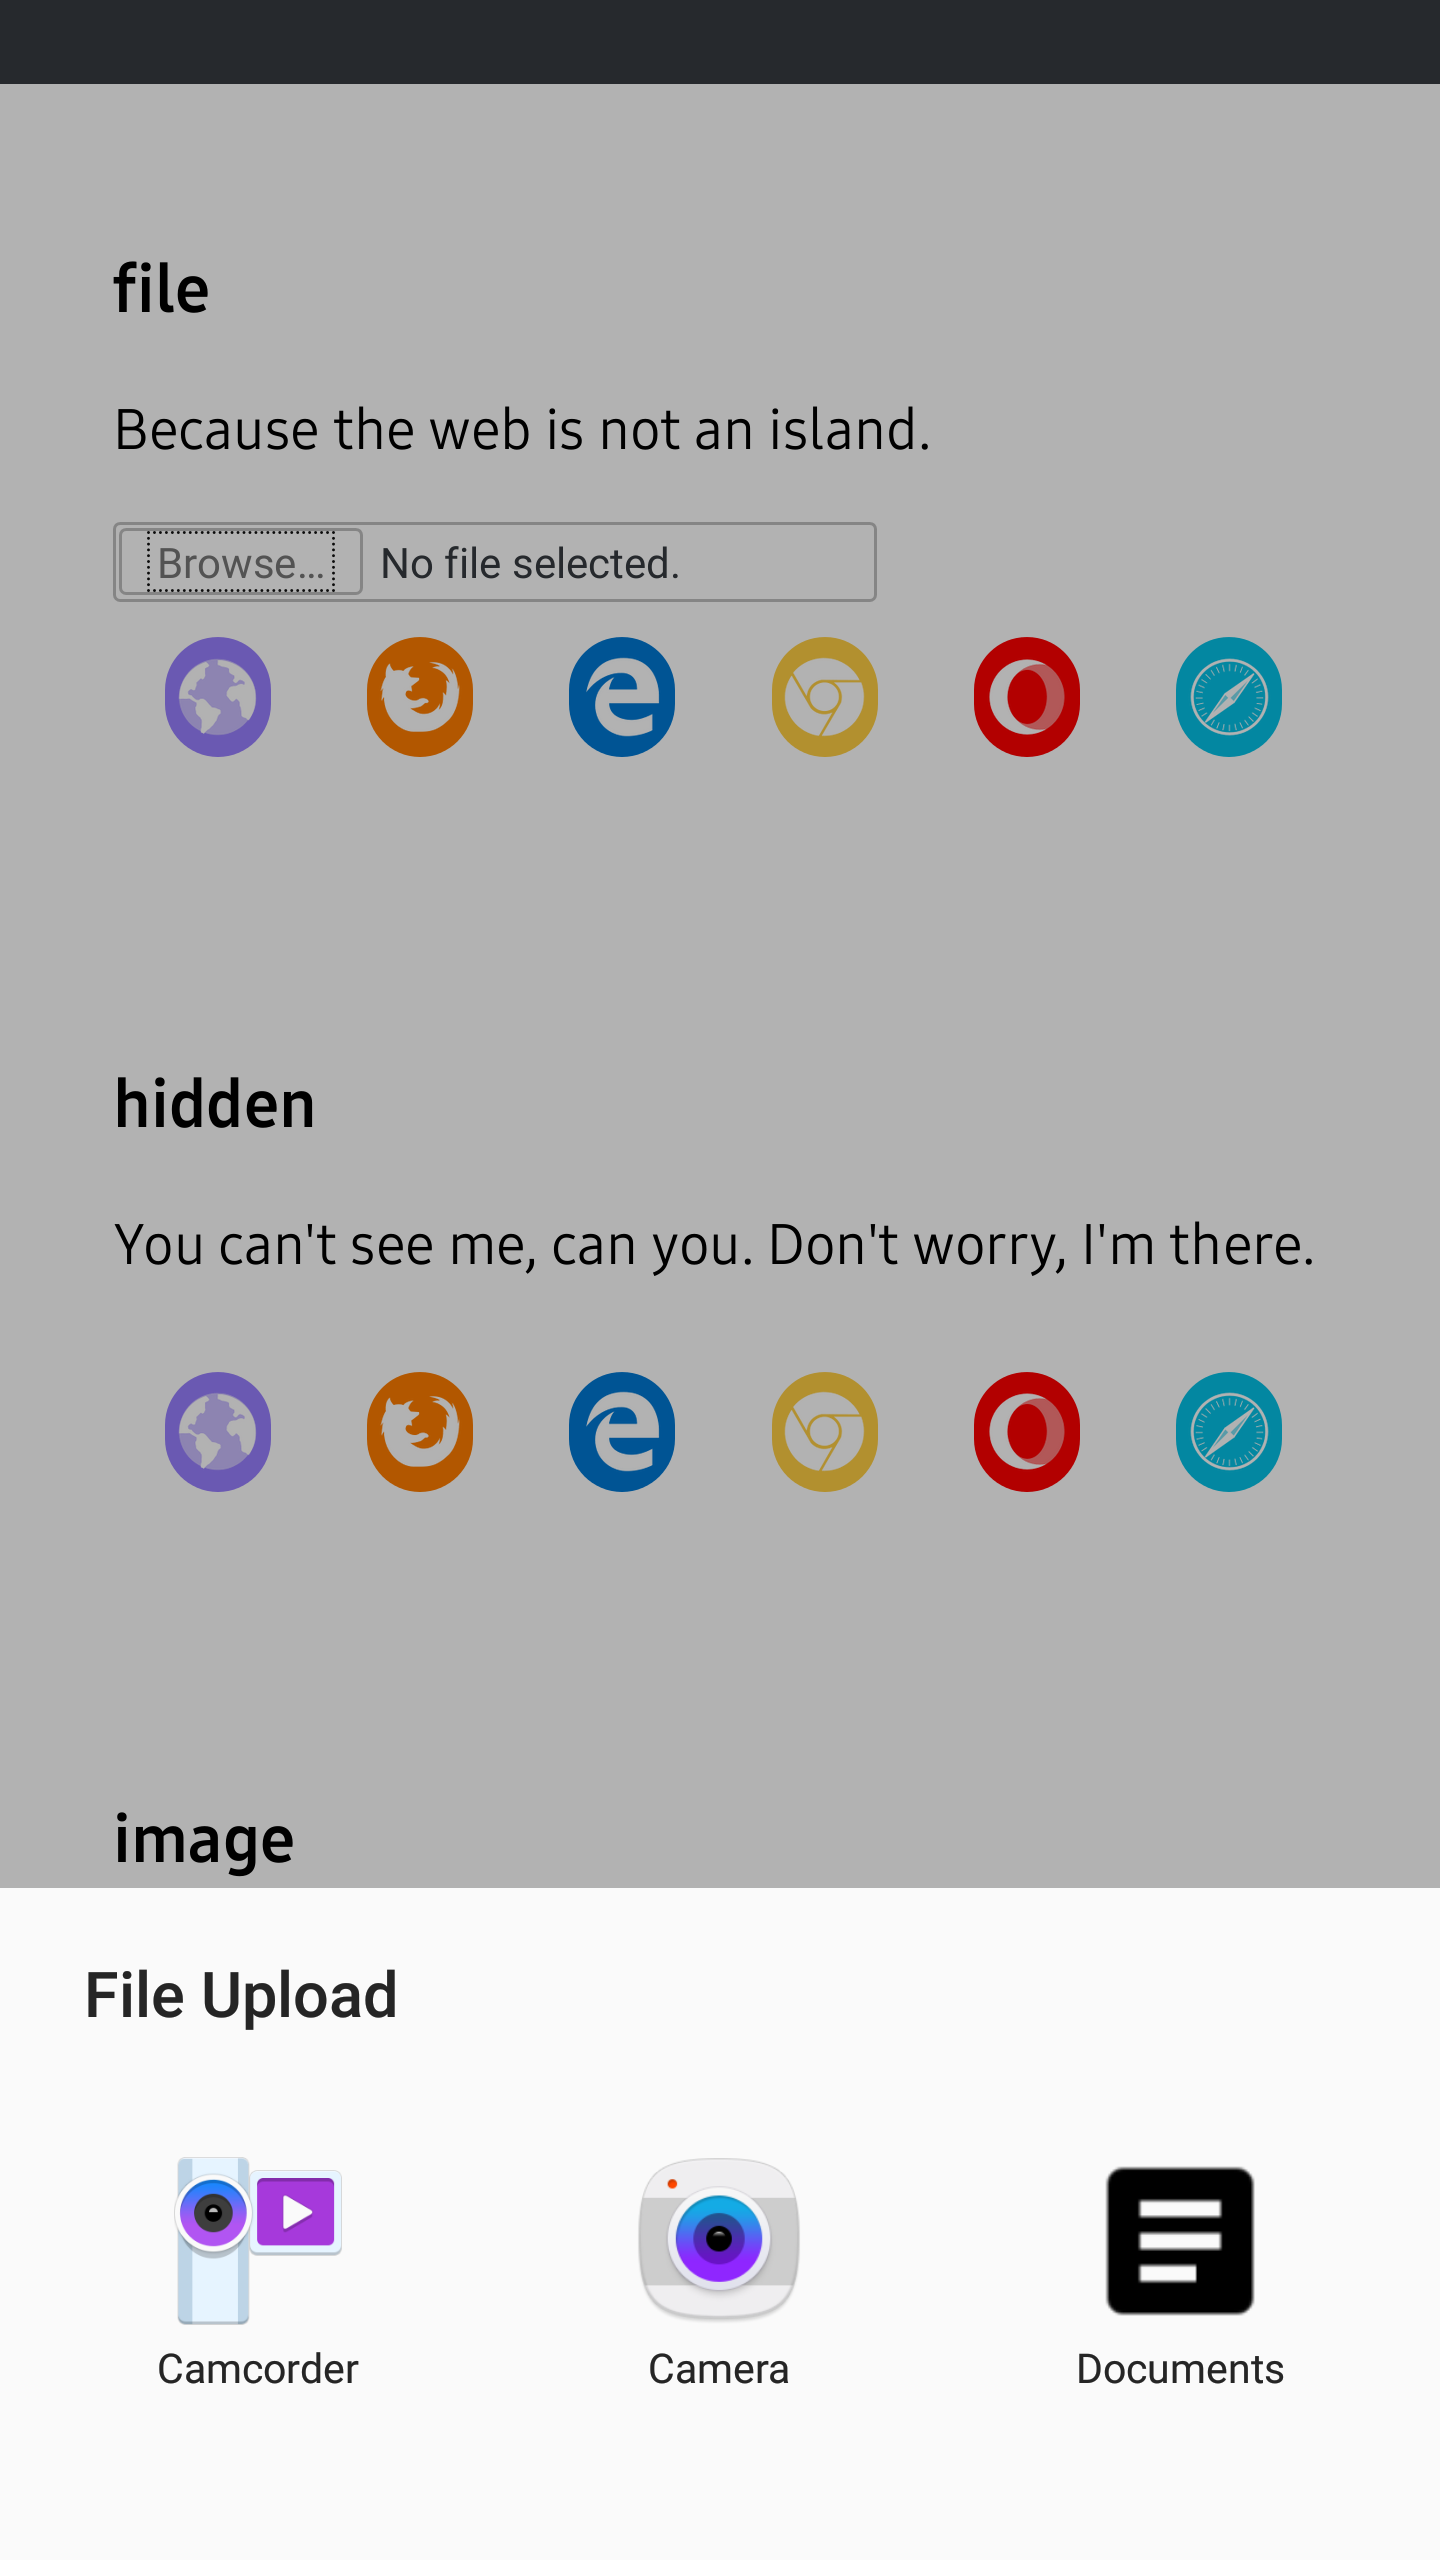 file
Because the web is not an island.
Browse... No file selected.
hidden
You can't see me, can you. Don't worry, I'm there.
image
File Upload
Camcorder Camera Documents